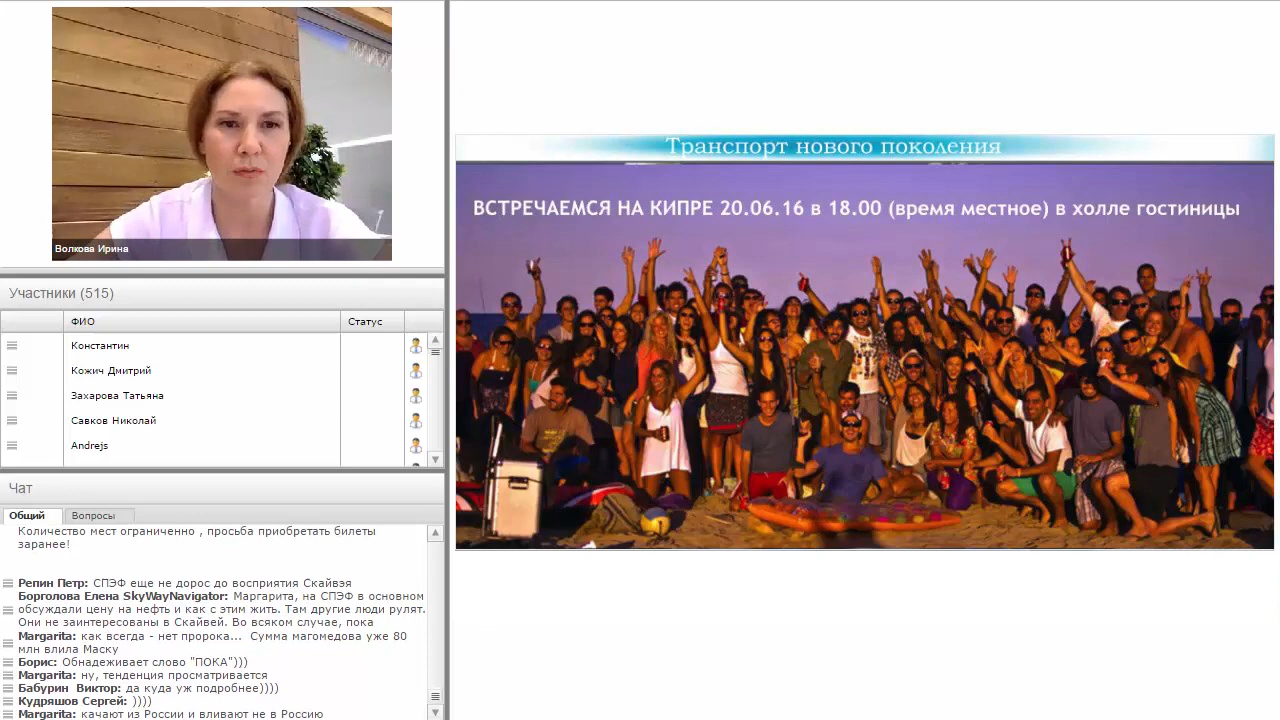 Волкова Ирина
Участники (515)
ФИО
Статус
Константин
Кожич Дмитрий
Захарова Татьяна
Савков Николай
Andrejs
Чат
Общий
Вопросы
Количество мест ограниченно , просьба приобретать билеты
заранее!
Репин Петр: СПЭФ еще не дорос до восприятия Скайвэя
Борголова Елена SkyWayNavigator: Маргарита, на СПЭФ в основном
обсуждали цену на нефть и как с этим жить. Там другие люди рулят.
Они не заинтересованы в Скайвей. Во всяком случае, пока
Margarita: как всегда - нет пророка... Сумма магомедова уже 80
млн влила Маску
Борис: Обнадеживает слово "ПОКА")))
Margarita: ну, тенденция просматривается
Бабурин Виктор: да куда уж подробнее))))
Кудряшов Сергей: ))))
Margarita: качают из России и вливают не в Россию
Транспорт нового поколения
ВСТРЕЧАЕМСЯ НА КИПРЕ 20.06.16 в 18.00 (время местное) в холле гостиницы